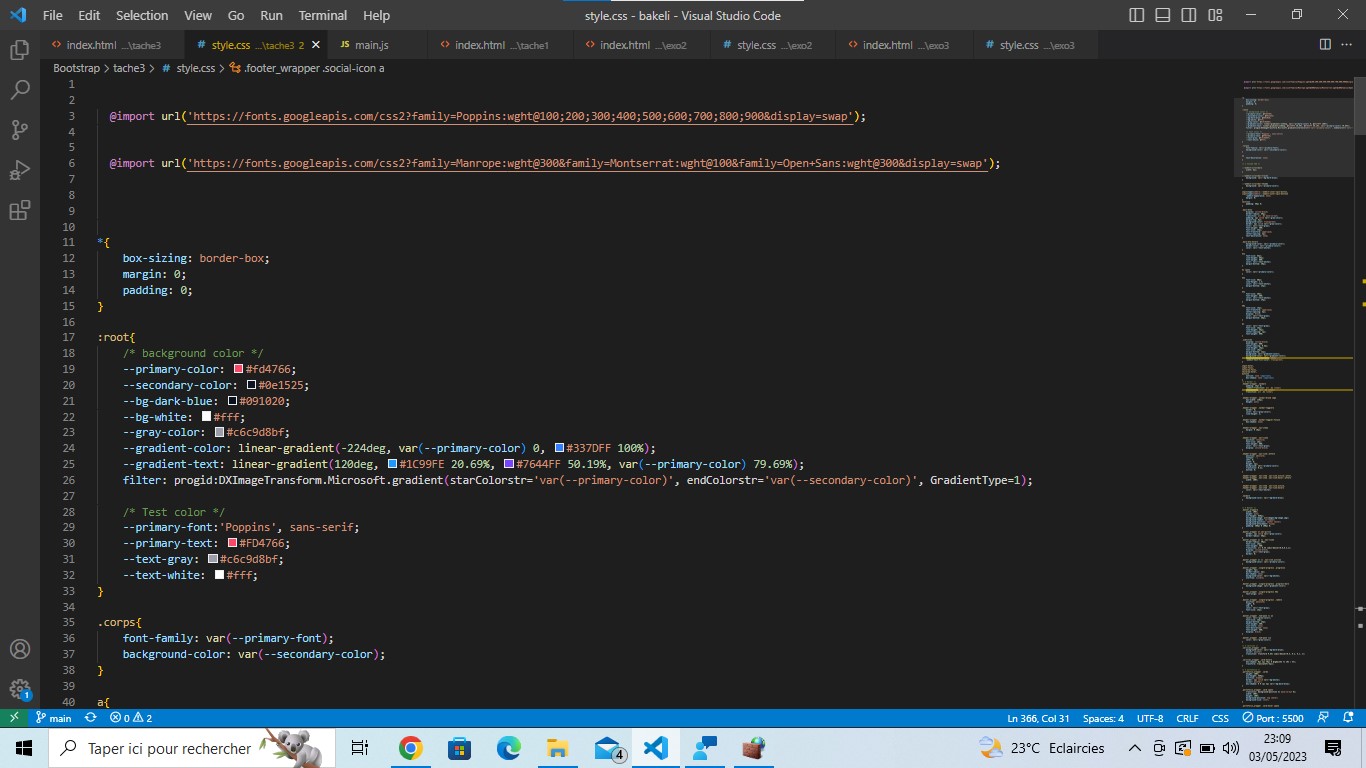 File Edit Selection View Go Run Terminal Help
style.css - bakeli - Visual Studio Code
index.html ...\tache3
style.css ...\tache3 2
main.js
index.html ...\tache1
index.html ...\exo2
style.css ...\exo2
index.html ...\exo3
style.css ...\exo3
Bootstrap > tache3 > # style.css > .footer_wrapper .social-icon a
1
2
3 @import url('https://fonts.googleapis.com/css2?family=Poppins:wght@100;200;300;400;500;600;700;800;900&display=swap');
4
5
6 @import url('https://fonts.googleapis.com/css2?family=Manrope:wght@300&family=Montserrat:wght@100&family=Open+Sans:wght@300&display=swap');
7
8
9
10
11 *{
12 box-sizing: border-box;
13 margin: 0;
14 padding: 0;
15 }
16
17 :root{
18 /* background color */
19 --primary-color: #fd4766;
20 --secondary-color: #0e1525;
21 --bg-dark-blue: #091020;
22 --bg-white: #fff;
23 --gray-color: #c6c9d8bf;
24 --gradient-color: linear-gradient(-224deg, var(--primary-color) 0, #337DFF 100%);
25 --gradient-text: linear-gradient(120deg, #1C99FE 20.69%, #7644FF 50.19%, var(--primary-color) 79.69%);
26 filter: progid:DXImageTransform.Microsoft.gradient(starColorstr='var(--primary-color)', endColorstr='var(--secondary-color)', GradientType=1);
27
28 /* Test color */
29 --primary-font:'Poppins', sans-serif;
30 --primary-text: #FD4766;
31 --text-gray: #c6c9d8bf;
32 --text-white: #fff;
33 }
34
35 .corps{
36 font-family: var(--primary-font);
37 background-color: var(--secondary-color);
38 }
39
40 a{
1
main 0 2 Ln 366, Col 31 Spaces: 4 UTF-8 CRLF CSS Port : 5500
Taper ici pour rechercher
4
23°C Eclaircies
23:09
03/05/2023